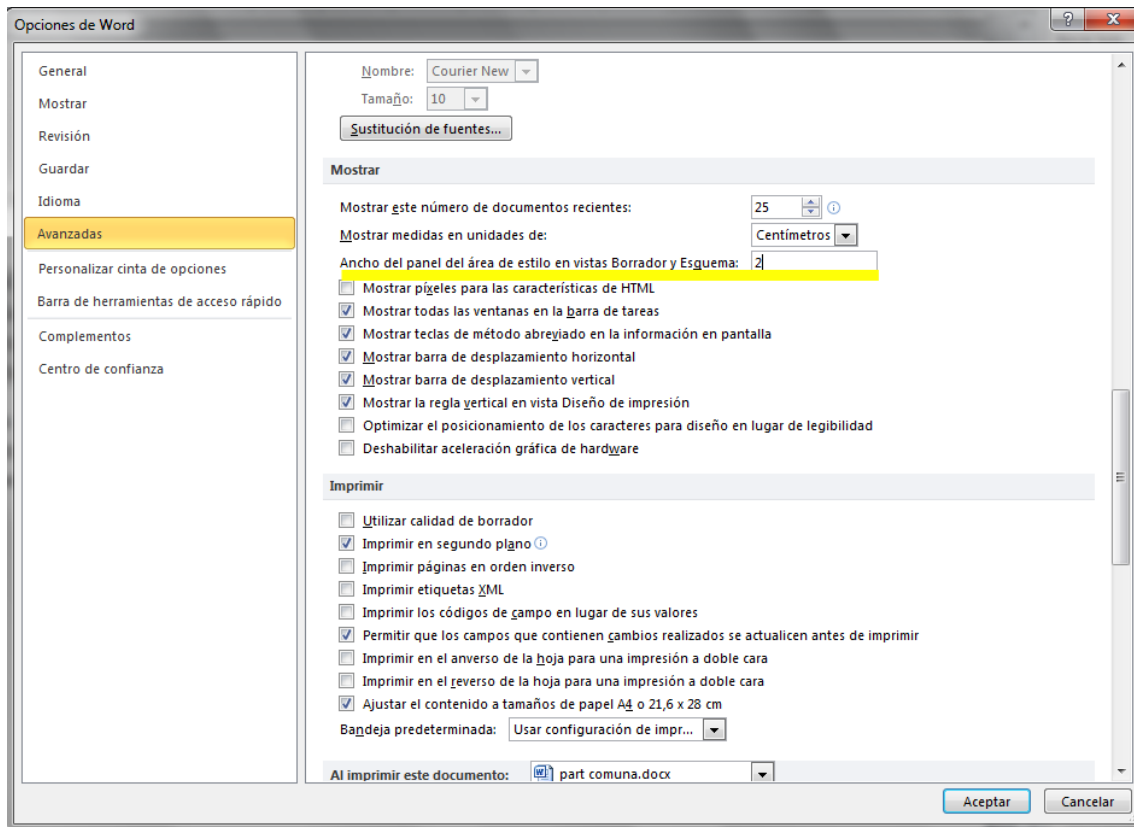 Opciones de Word
General
Mostrar
Revisión
Guardar
Idioma
Avanzadas
Personalizar cinta de opciones
Barra de herramientas de acceso rápido
Complementos
Centro de confianza
Nombre: Courier New
Tamaño: 10
Sustitución de fuentes...
Mostrar
Mostrar este número de documentos recientes: 25
Mostrar medidas en unidades de: Centímetros
Ancho del panel del área de estilo en vistas Borrador y Esquema: 2
Mostrar píxeles para las características de HTML
Mostrar todas las ventanas en la barra de tareas
Mostrar teclas de método abreviado en la información en pantalla
Mostrar barra de desplazamiento horizontal
Mostrar barra de desplazamiento vertical
Mostrar la regla vertical en vista Diseño de impresión
Optimizar el posicionamiento de los caracteres para diseño en lugar de legibilidad
Deshabilitar aceleración gráfica de hardware
Imprimir
Utilizar calidad de borrador
Imprimir en segundo plano
Imprimir páginas en orden inverso
Imprimir etiquetas XML
Imprimir los códigos de campo en lugar de sus valores
Permitir que los campos que contienen cambios realizados se actualicen antes de imprimir
Imprimir en el anverso de la hoja para una impresión a doble cara
Imprimir en el reverso de la hoja para una impresión a doble cara
Ajustar el contenido a tamaños de papel A4 o 21,6 x 28 cm
Bandeja predeterminada: Usar configuración de impr...
Al imprimir este documento: part comuna.docx
Aceptar Cancelar